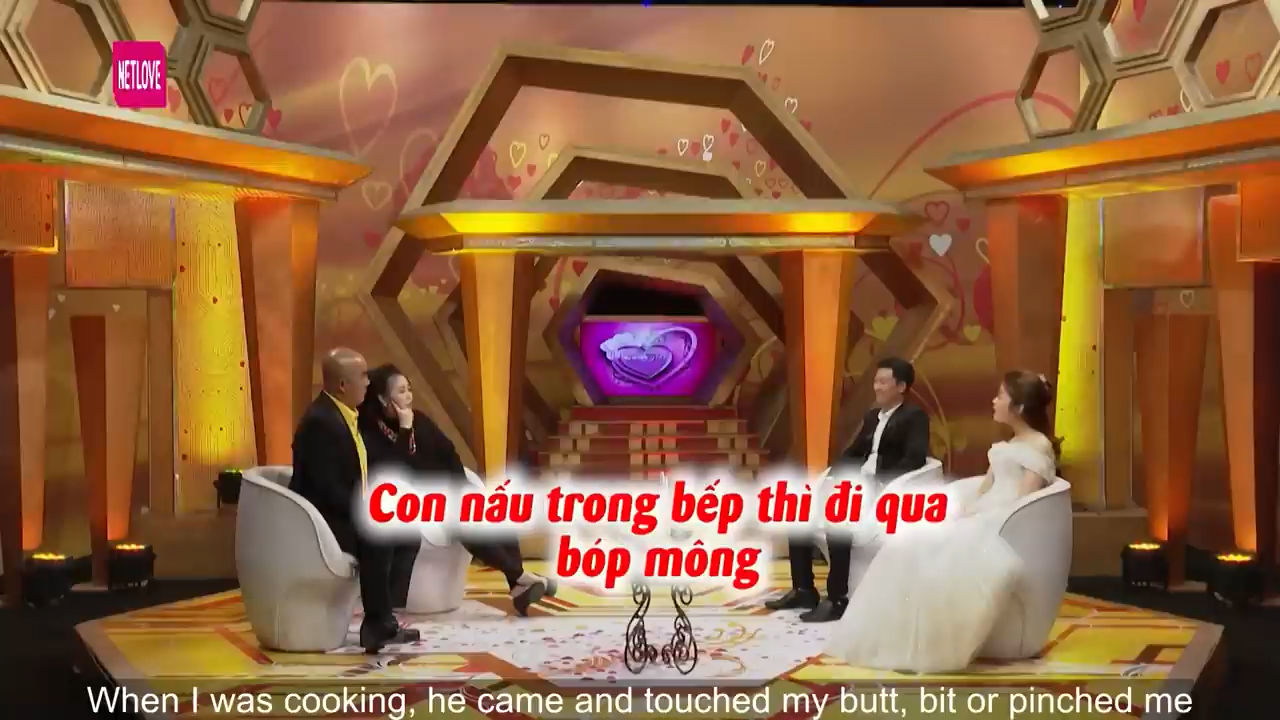 NETLOVE
Con nấu trong bếp thì đi qua
bóp mông
When I was cooking, he came and touched my butt, bit or pinched me